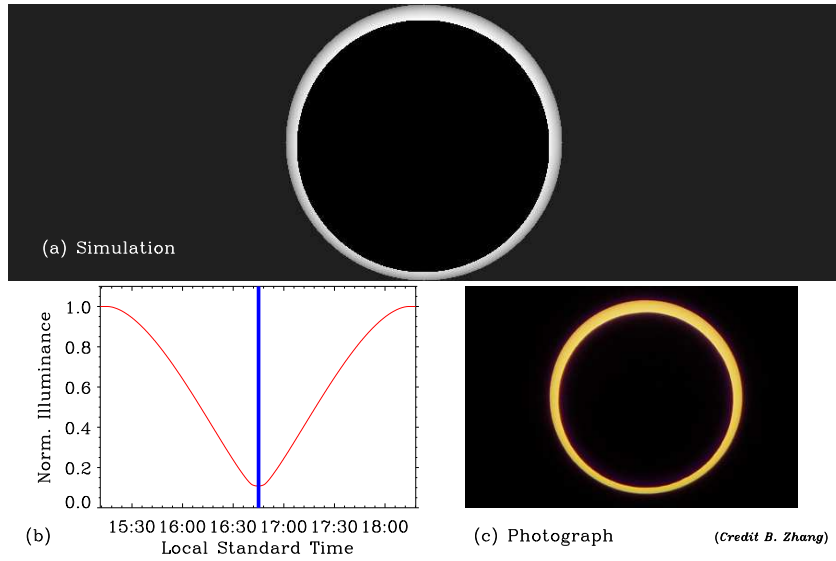 (a) Simulation
1.0
0.8
0.6
0.4
0.2
0.0
Norm. Illuminance
15:30 16:00 16:30 17:00 17:30 18:00
Local Standard Time
(b)
(c) Photograph
(Credit B. Zhang)